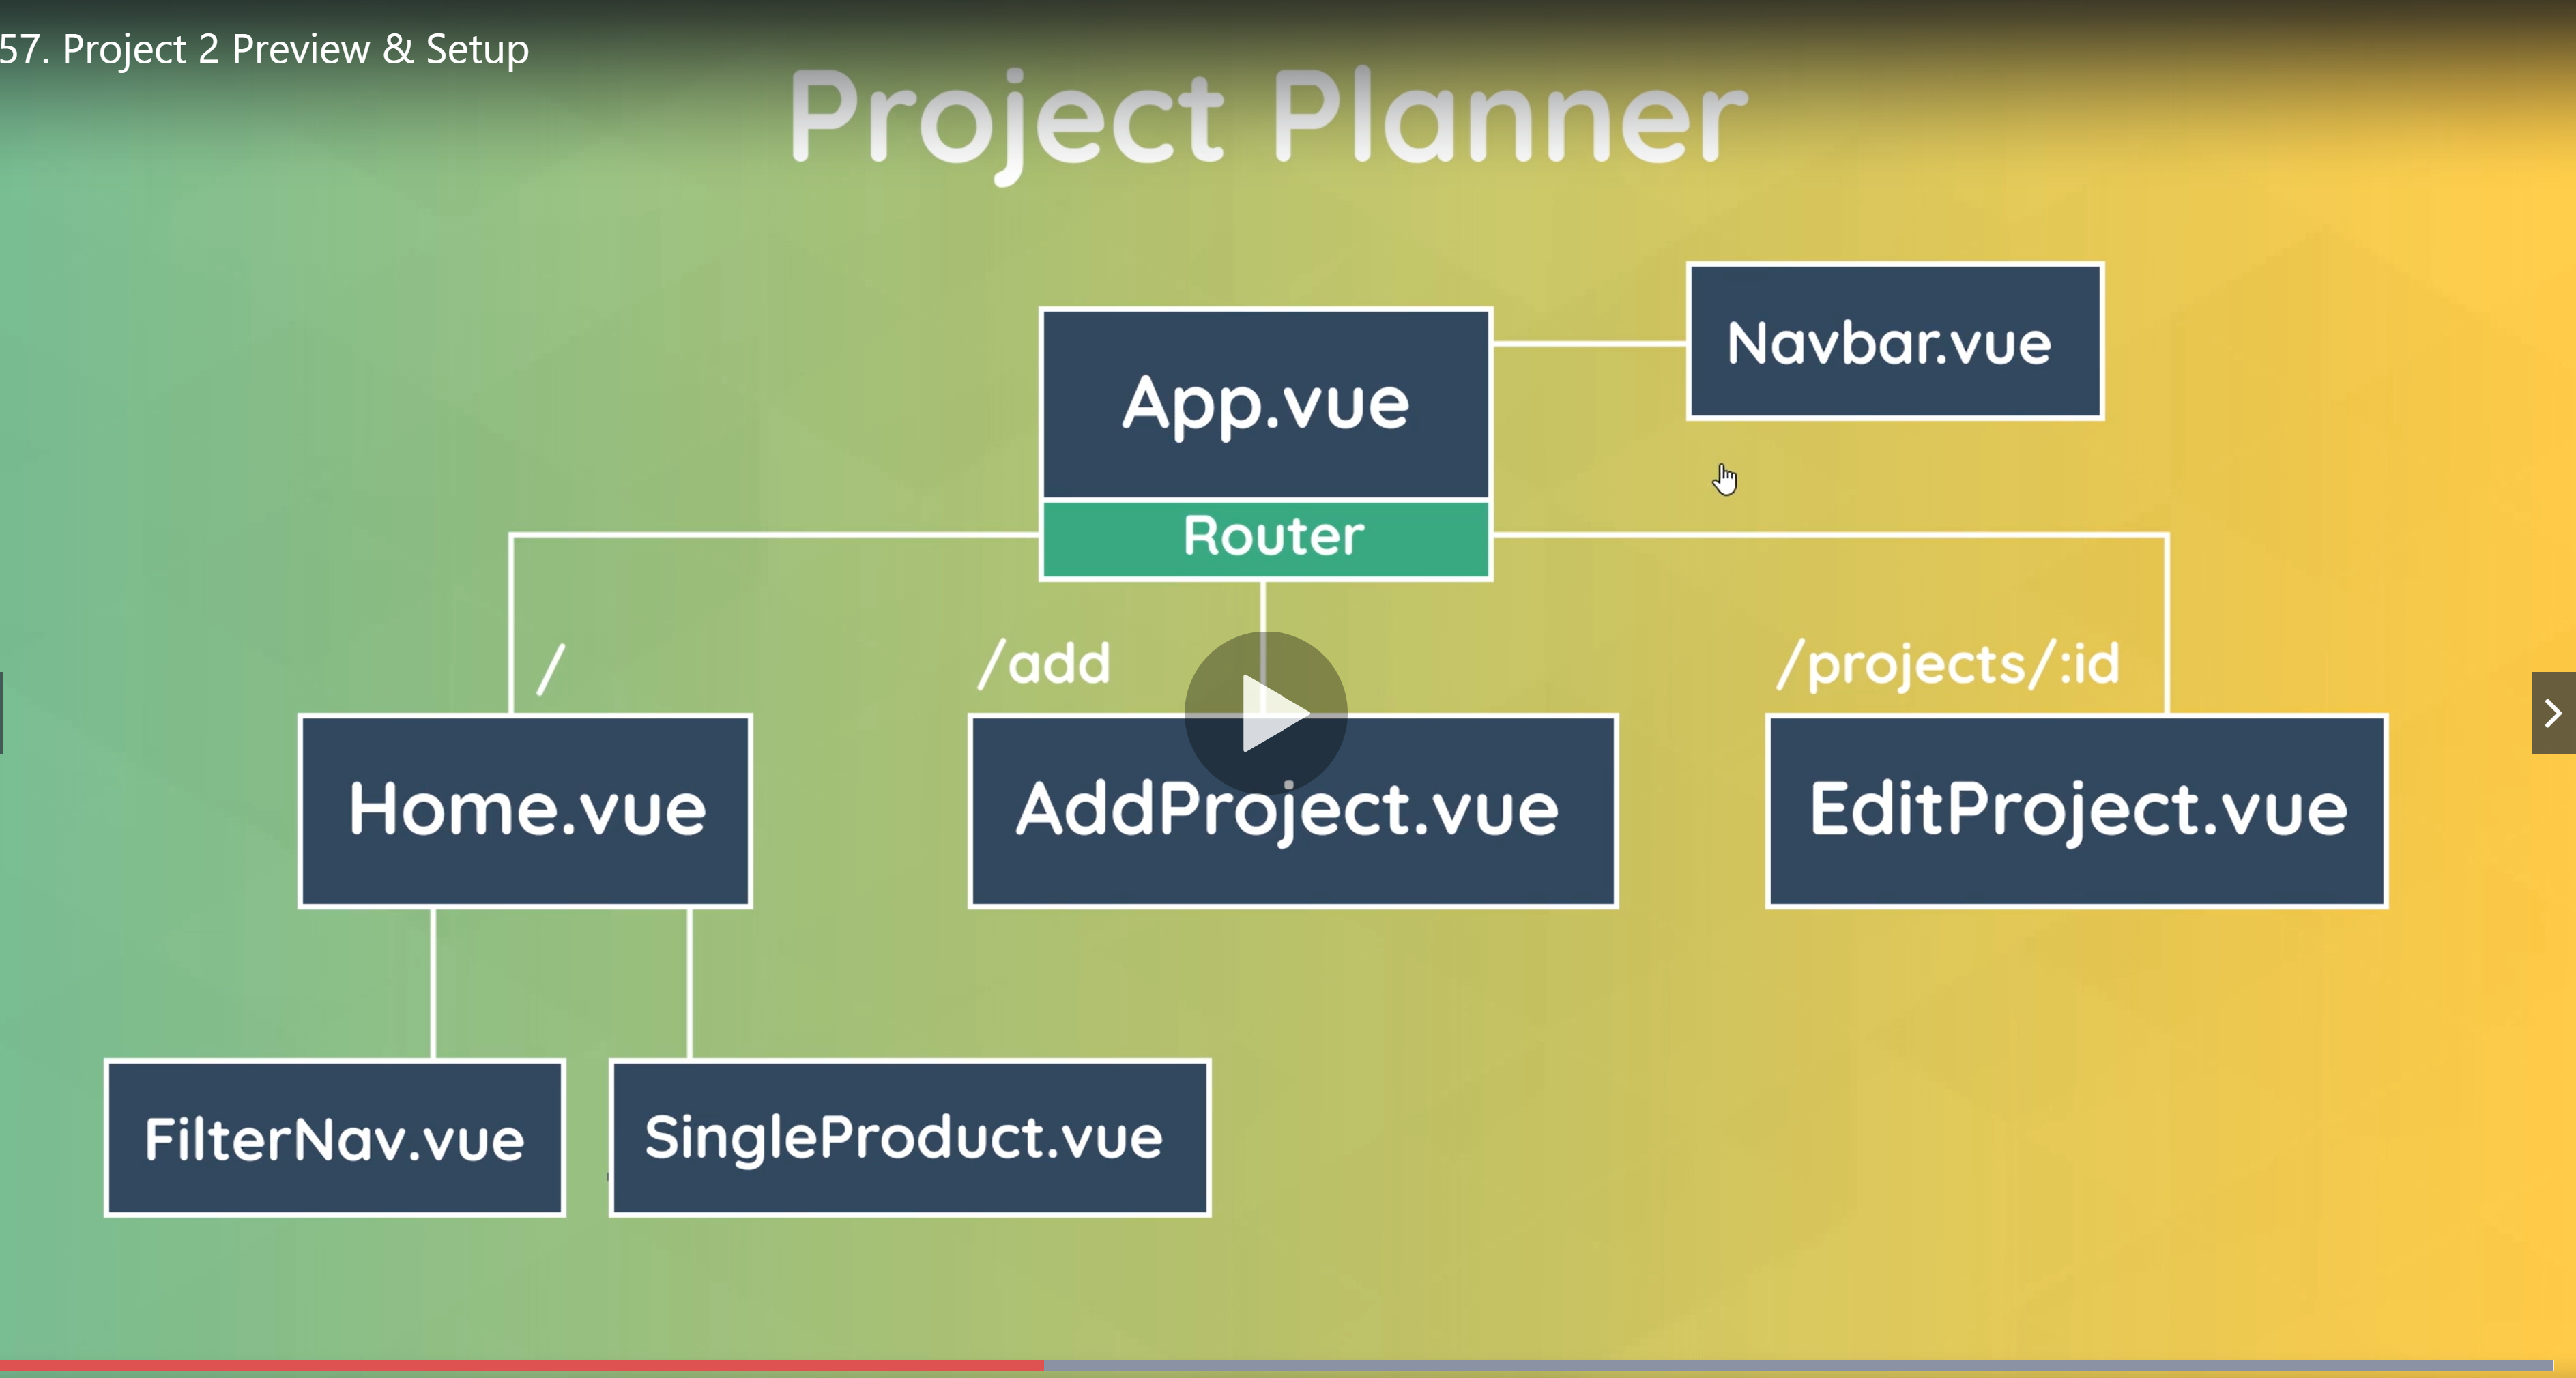 57. Project 2 Preview & Setup
Project Planner
Navbar.vue
App.vue
Router
/
/add
/projects/:id
Home.vue
AddProject.vue
EditProject.vue
FilterNav.vue
SingleProduct.vue